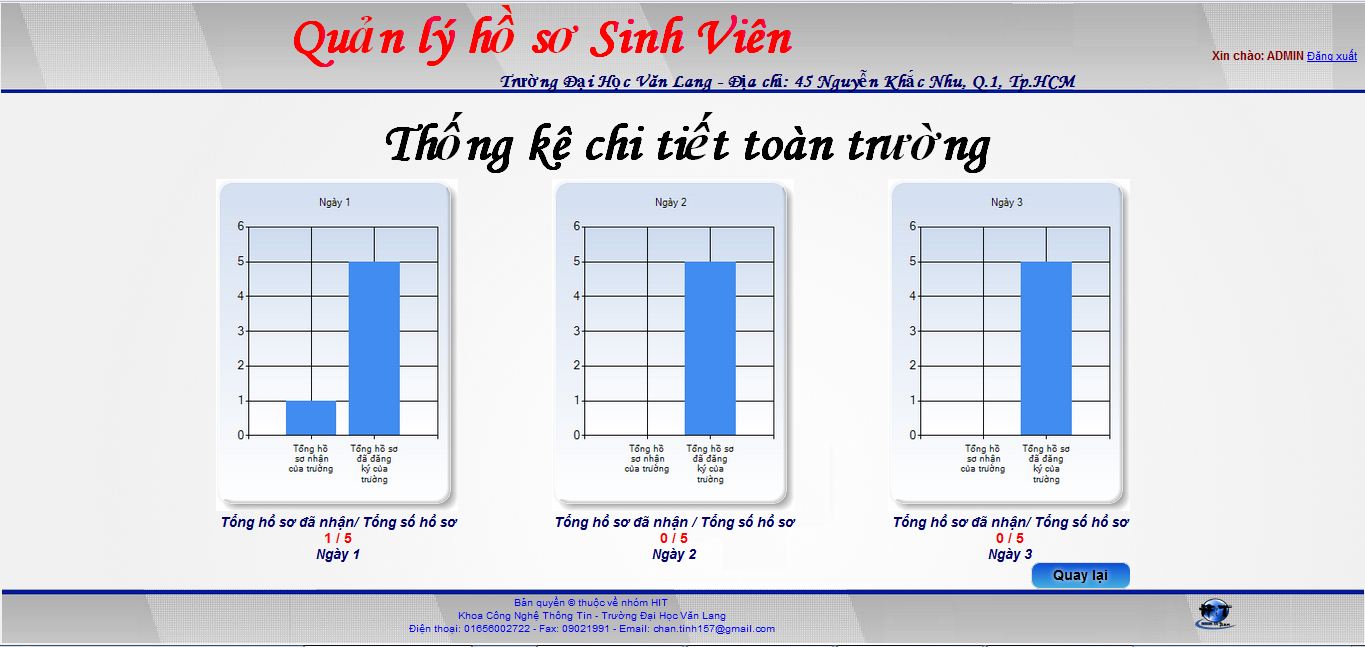 Quản lý hồ sơ Sinh Viên
Xin chào: ADMIN Đăng xuất
Trường Đại Học Văn Lang - Địa chỉ: 45 Nguyễn Khắc Nhu, Q.1, Tp.HCM
Thống kê chi tiết toàn trường
Ngày 1
6
5
4
3
2
1
0
Tổng hồ
sơ nhận
của trường
Tổng hồ sơ
đã đăng
ký của
trường
Tổng hồ sơ đã nhận/ Tổng số hồ sơ
1 / 5
Ngày 1
Ngày 2
6
5
4
3
2
1
0
Tổng hồ
sơ nhận
của trường
Tổng hồ sơ
đã đăng
ký của
trường
Tổng hồ sơ đã nhận / Tổng số hồ sơ
0 / 5
Ngày 2
Ngày 3
6
5
4
3
2
1
0
Tổng hồ
sơ nhận
của trường
Tổng hồ sơ
đã đăng
ký của
trường
Tổng hồ sơ đã nhận/ Tổng số hồ sơ
0 / 5
Ngày 3
Quay lại
Bản quyền © thuộc về nhóm HIT
Khoa Công Nghệ Thông Tin - Trường Đại Học Văn Lang
Điện thoại: 01656002722 - Fax: 09021991 - Email: chan.tinh157@gmail.com